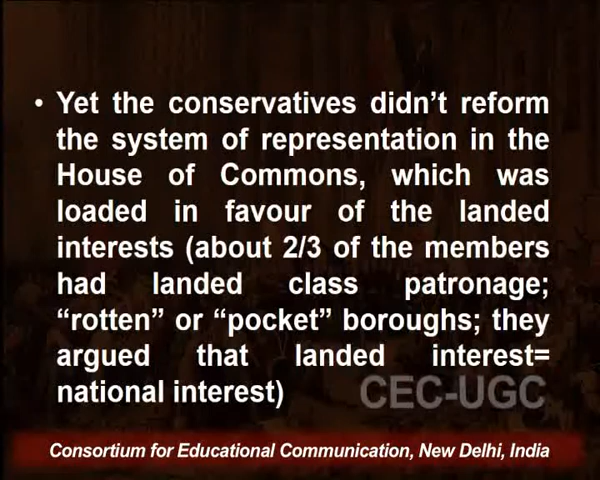 • Yet the conservatives didn’t reform
the system of representation in the
House of Commons, which was
loaded in favour of the landed
interests (about 2/3 of the members
had landed class patronage;
“rotten” or “pocket” boroughs; they
argued that landed interest=
national interest)
CEC-UGC
Consortium for Educational Communication, New Delhi, India